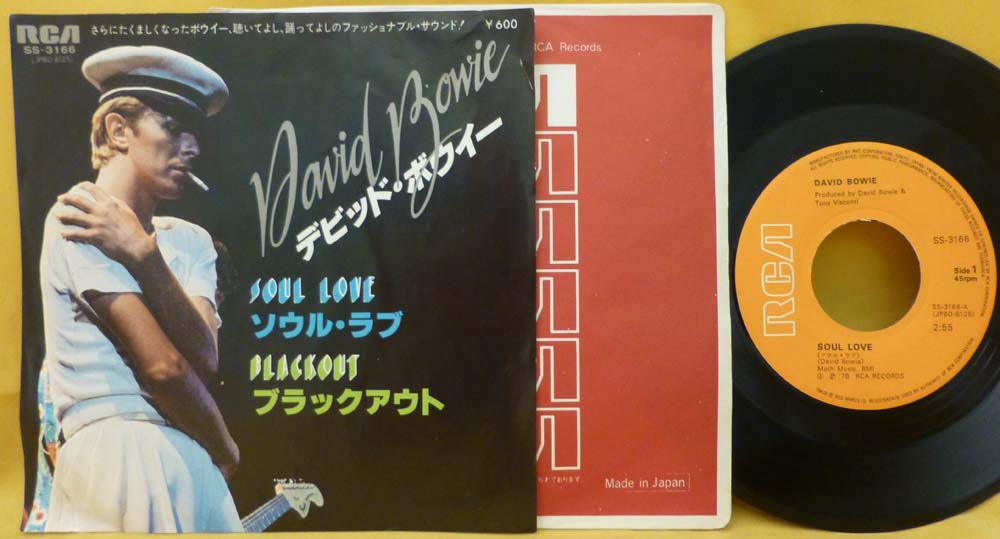 RCA
SS-3166
(JPBO-8125)
さらにたくましくなったボウイー、聴いてよし、踊ってよしのファッショナブル・サウンド!
¥600
David Bowie
デビッド・ボウイー
SOUL LOVE
ソウル・ラブ
BLACKOUT
ブラックアウト
RCA Records
Made in Japan
RCA
DAVID BOWIE
Produced by David Bowie &
Tony Visconti
SS-3166
Side 1
45rpm
SS-3166-A
(JPBO-8125)
2:55
SOUL LOVE
(ソウル・ラブ)
(David Bowie)
Moth Music, BMI
Ⓟ '78 RCA RECORDS